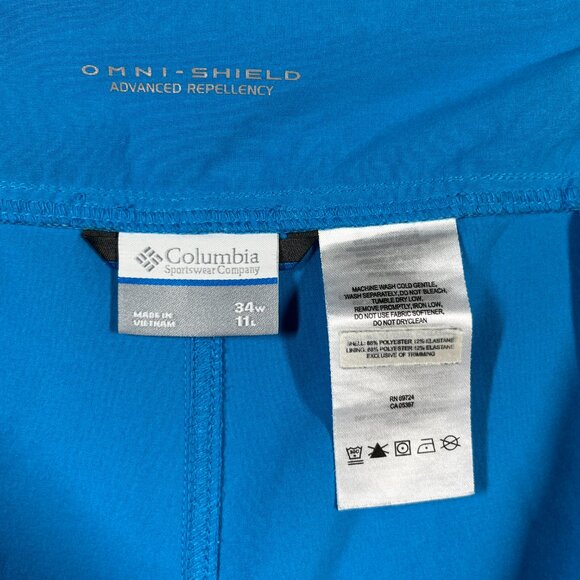 OMNI-SHIELD
ADVANCED REPELLENCY
Columbia
Sportswear Company
34W
11L
MADE IN
VIETNAM
MACHINE WASH COLD GENTLE,
WASH SEPARATELY, DO NOT BLEACH,
TUMBLE DRY LOW,
REMOVE PROMPTLY, IRON LOW,
DO NOT USE FABRIC SOFTENER,
DO NOT DRYCLEAN
SHELL: 88% POLYESTER 12% ELASTANE
LINING: 88% POLYESTER 12% ELASTANE
EXCLUSIVE OF TRIMMING
RN 69724
CA 05367